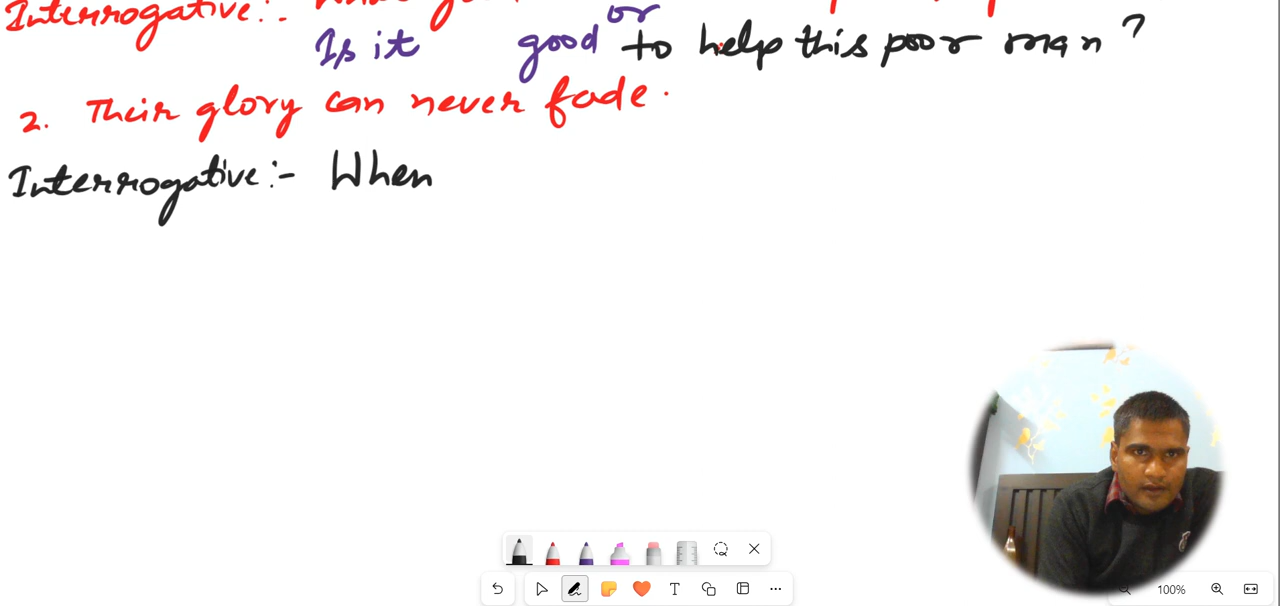 Interrogative:-
or
Is it good to help this poor man?
2. Their glory can never fade.
Interrogative:- When
100%